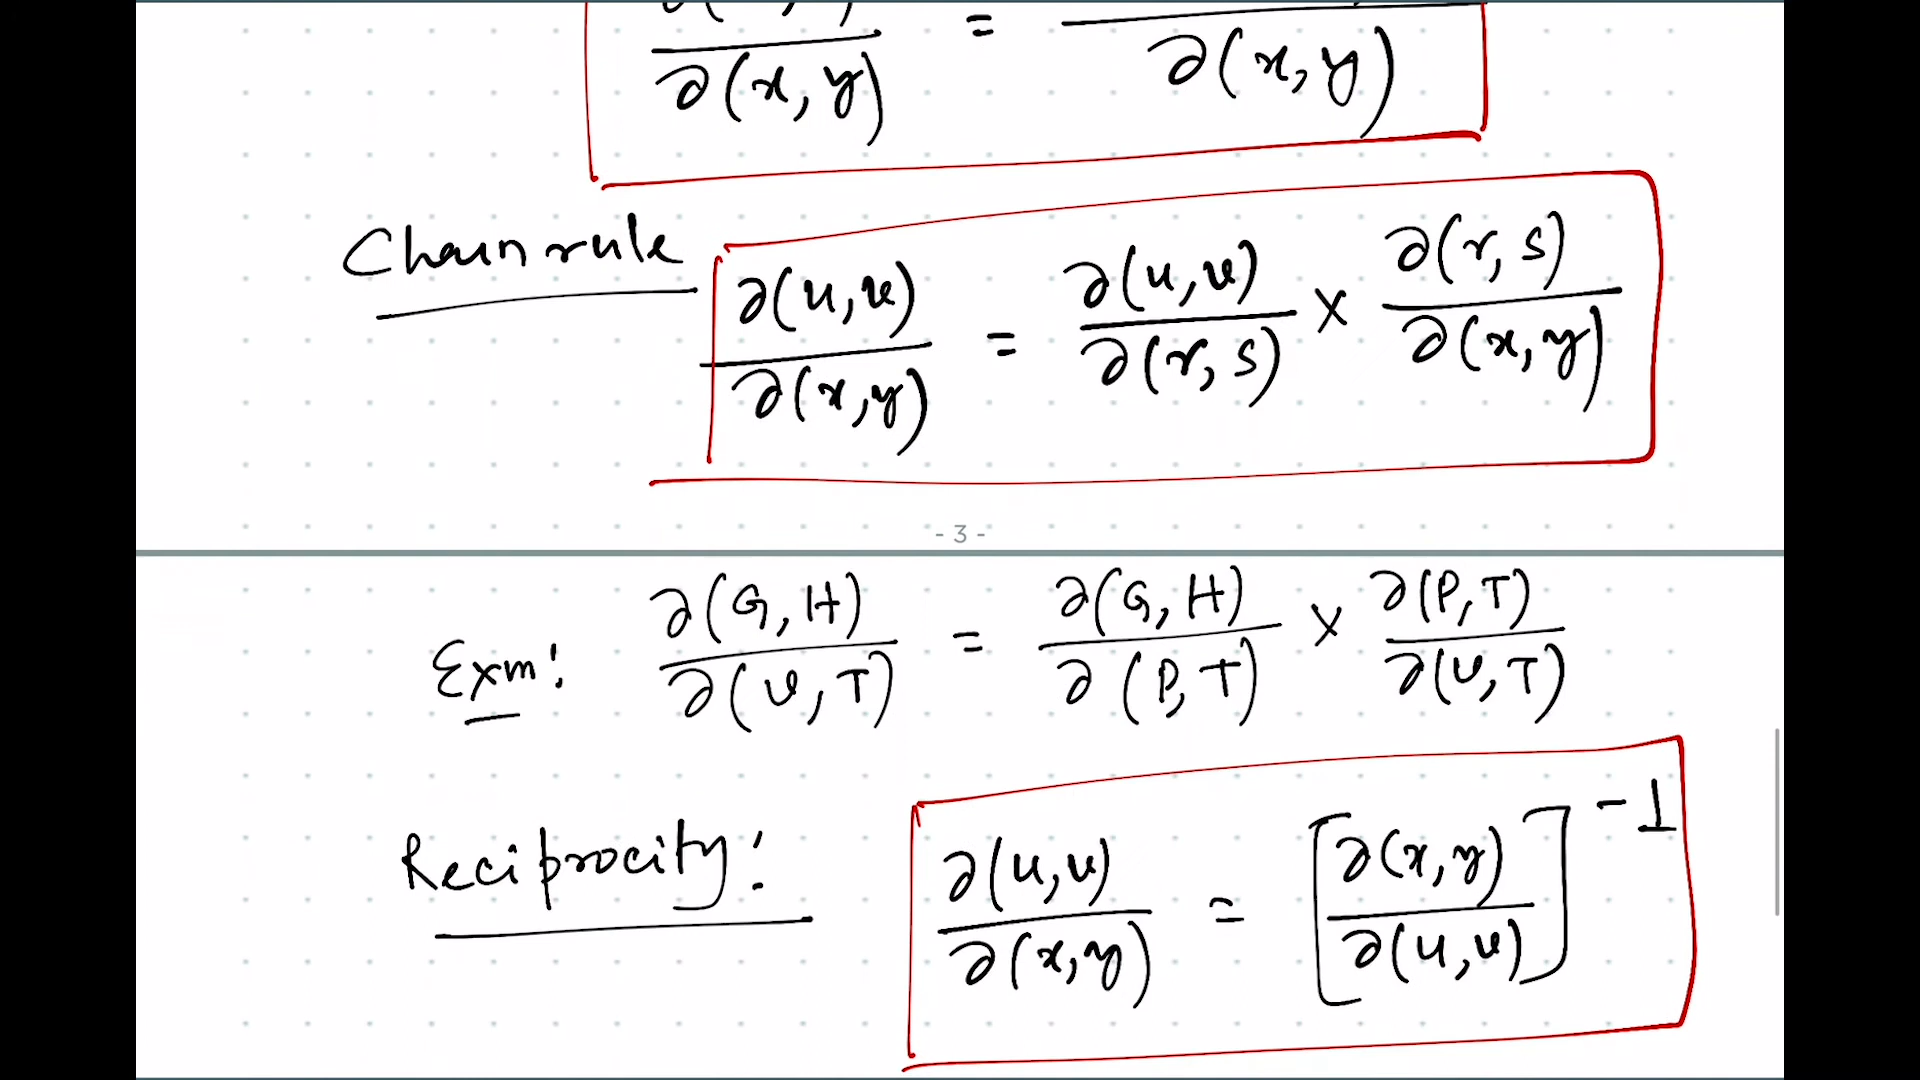 ∂(x,y) = ∂(x,y)
Chain rule ∂(u,v)/∂(x,y) = ∂(u,v)/∂(r,s) × ∂(r,s)/∂(x,y)
- 3 -
Exm: ∂(G,H)/∂(v,T) = ∂(G,H)/∂(P,T) × ∂(P,T)/∂(v,T)
Reciprocity: ∂(u,v)/∂(x,y) = [∂(x,y)/∂(u,v)]^-1